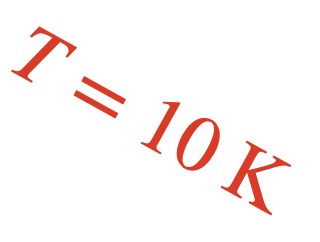 T = 10 K